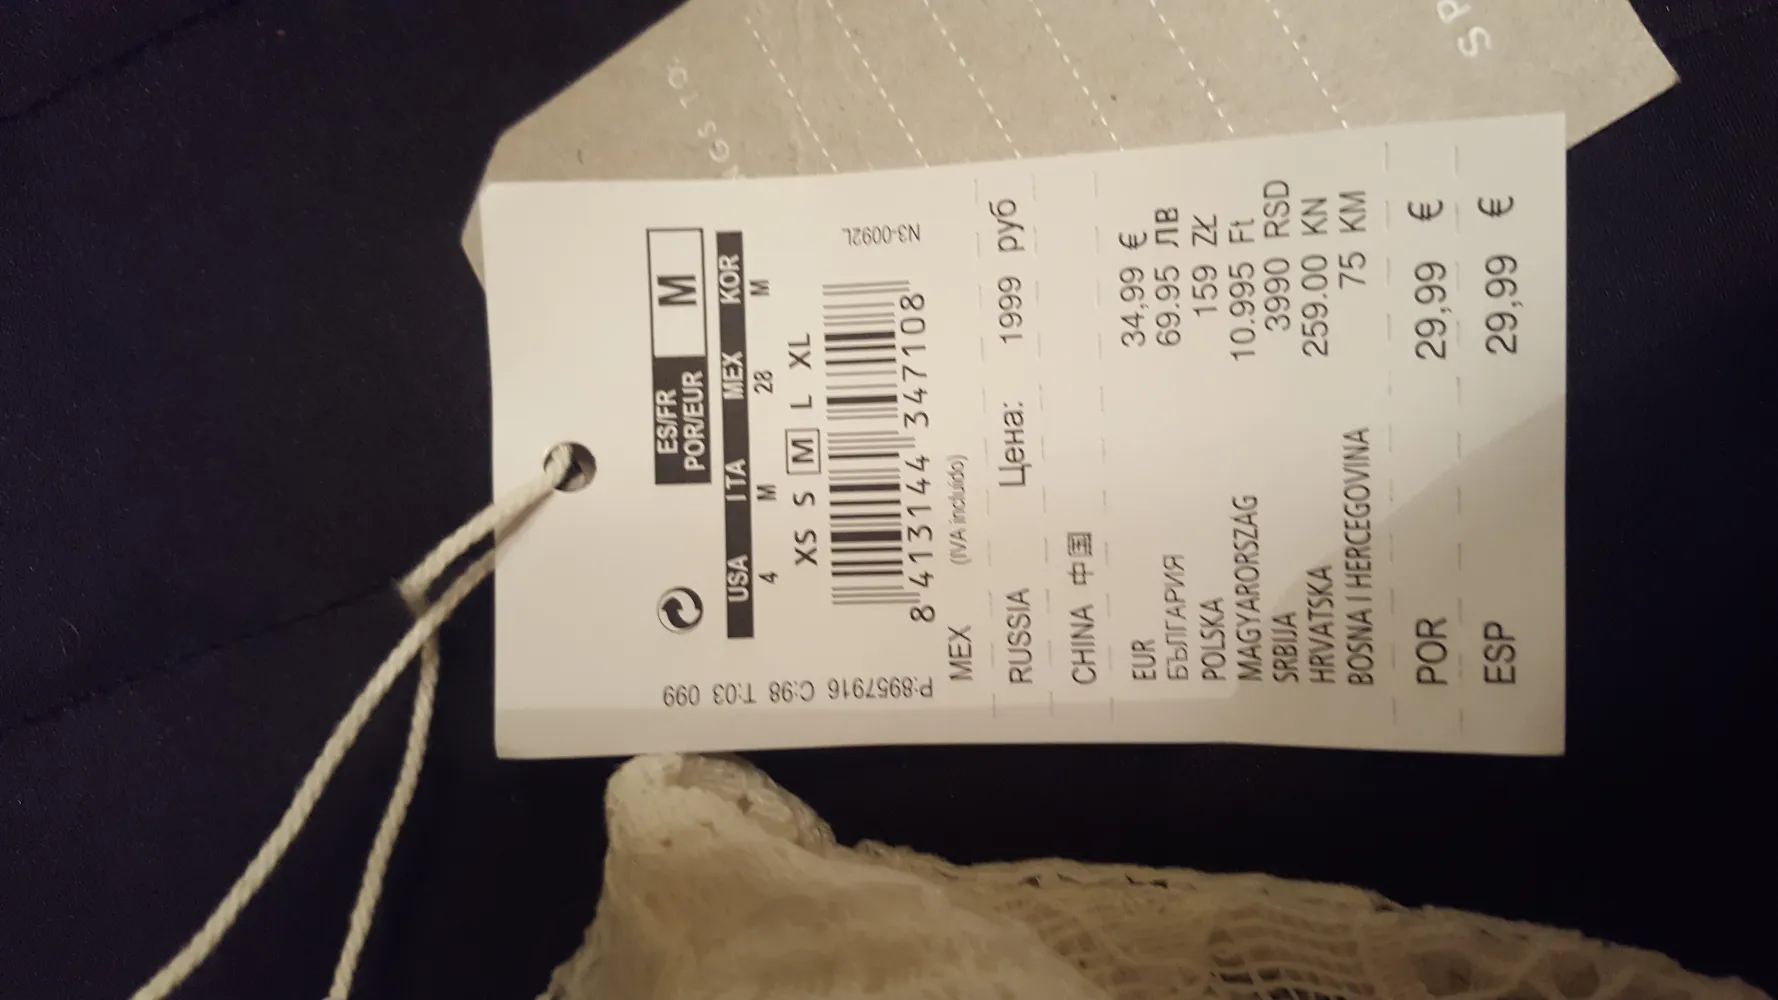 ES/FR
POR/EUR
M
USA ITA MEX KOR
4 M 28 M
XS S M L XL
8 413144 347108
N3-0092L
P:8957916 C:98 T:03 099
MEX (IVA incluido)
RUSSIA Цена: 1999 руб
CHINA 中国
EUR 34,99 €
БЪЛГАРИЯ 69.95 ЛВ
POLSKA 159 ZŁ
MAGYARORSZAG 10.995 Ft
SRBIJA 3990 RSD
HRVATSKA 259.00 KN
BOSNA I HERCEGOVINA 75 KM
POR 29,99 €
ESP 29,99 €